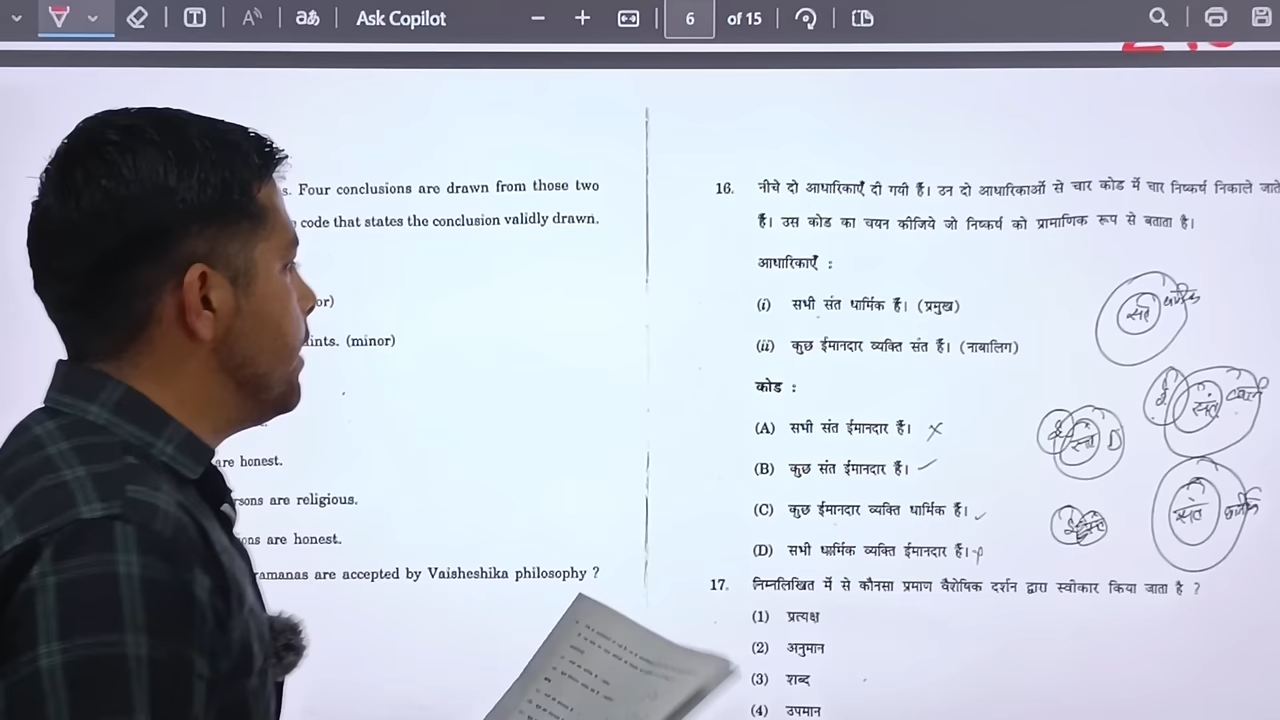 Ask Copilot
6 of 15
s. Four conclusions are drawn from those two
code that states the conclusion validly drawn.
or)
ints. (minor)
are honest.
rsons are religious.
ons are honest.
ramanas are accepted by Vaisheshika philosophy ?
16. नीचे दो आधारिकाएँ दी गयी हैं। उन दो आधारिकाओं से चार कोड में चार निष्कर्ष निकाले जाते
हैं। उस कोड का चयन कीजिये जो निष्कर्ष को प्रामाणिक रूप से बताता है।
आधारिकाएँ :
(i) सभी संत धार्मिक हैं। (प्रमुख)
(ii) कुछ ईमानदार व्यक्ति संत हैं। (नाबालिग)
कोड :
(A) सभी संत ईमानदार हैं।
(B) कुछ संत ईमानदार हैं।
(C) कुछ ईमानदार व्यक्ति धार्मिक हैं।
(D) सभी धार्मिक व्यक्ति ईमानदार हैं।
17. निम्नलिखित में से कौनसा प्रमाण वैशेषिक दर्शन द्वारा स्वीकार किया जाता है ?
(1) प्रत्यक्ष
(2) अनुमान
(3) शब्द
(4) उपमान